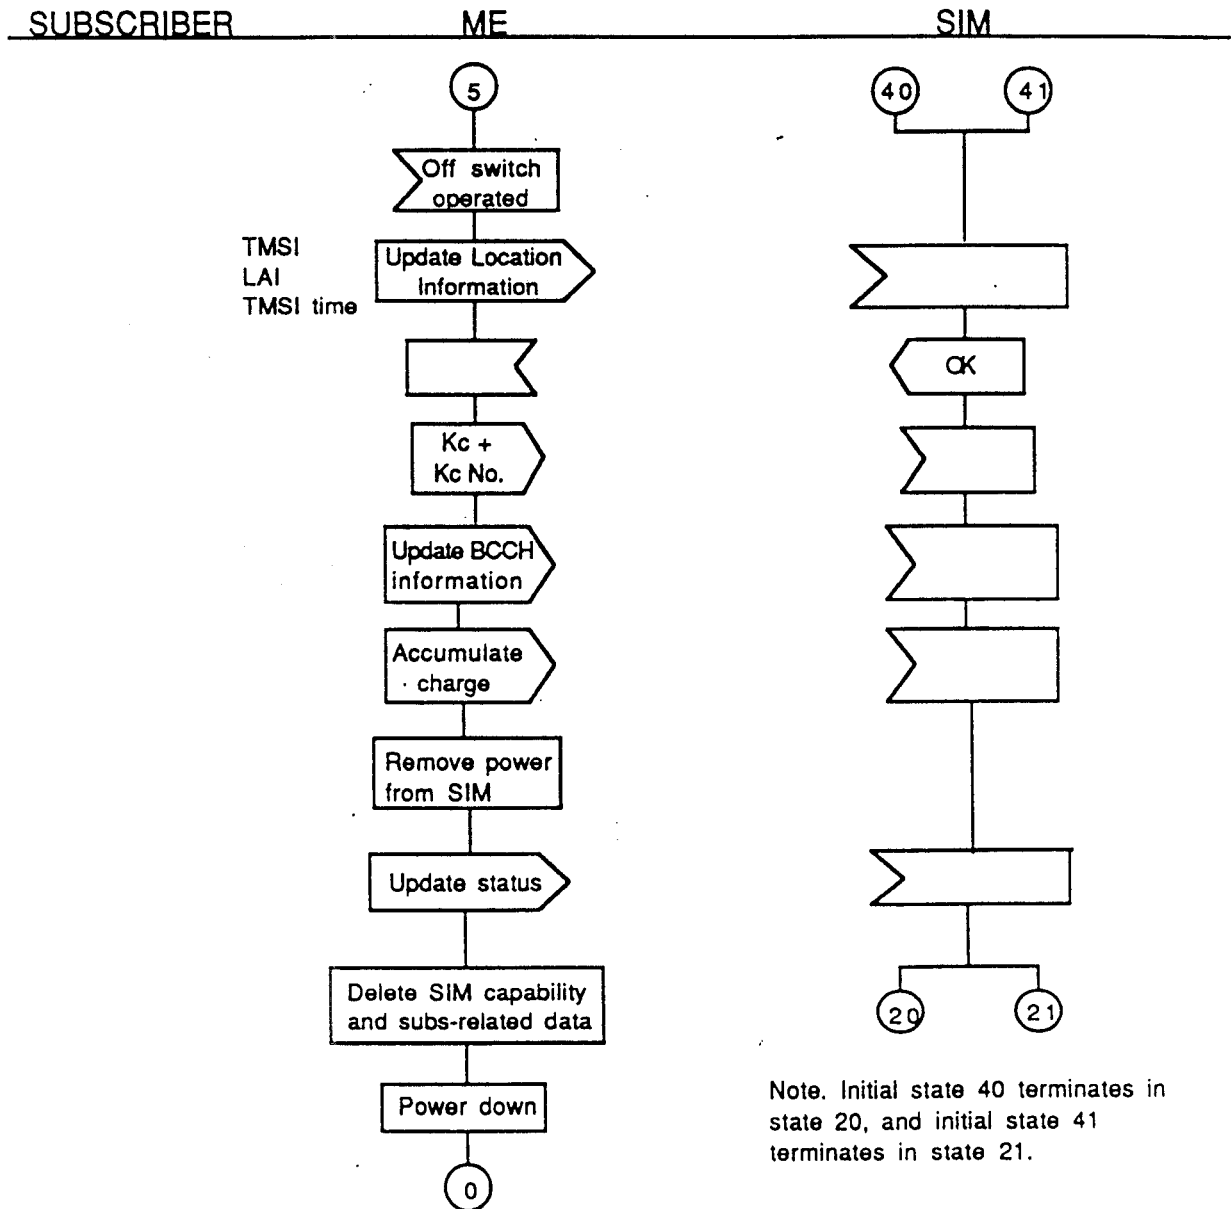 SUBSCRIBER ME SIM
5
40 41
Off switch
operated
TMSI
LAI
TMSI time
Update Location
Information
OK
Kc +
Kc No.
Update BCCH
information
Accumulate
charge
Remove power
from SIM
Update status
Delete SIM capability
and subs-related data
20 21
Power down
0
Note. Initial state 40 terminates in
state 20, and initial state 41
terminates in state 21.